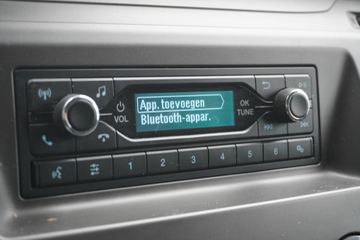 App. toevoegen
Bluetooth-appar.
VOL
OK
TUNE
1
2
3
4
5
6